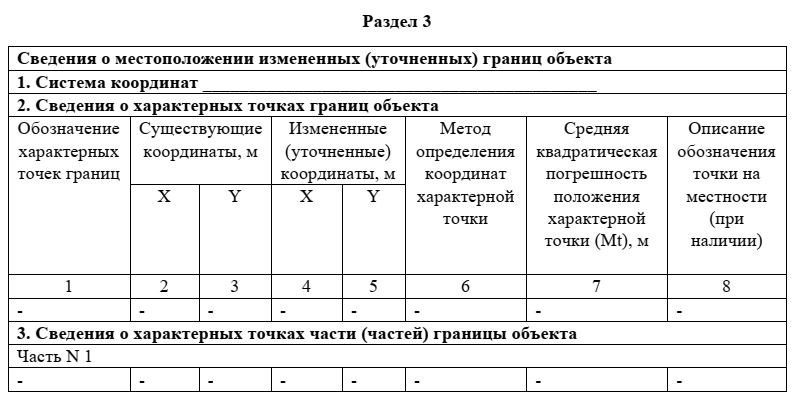 Раздел 3
Сведения о местоположении измененных (уточненных) границ объекта
1. Система координат ___________________________________________
2. Сведения о характерных точках границ объекта
Обозначение
характерных
точек границ
Существующие
координаты, м
Измененные
(уточненные)
координаты, м
Метод
определения
координат
характерной
точки
Средняя
квадратическая
погрешность
положения
характерной
точки (Mt), м
Описание
обозначения
точки на
местности
(при
наличии)
X Y X Y
1 2 3 4 5 6 7 8
- - - - - - - -
3. Сведения о характерных точках части (частей) границы объекта
Часть N 1
- - - - - - - -